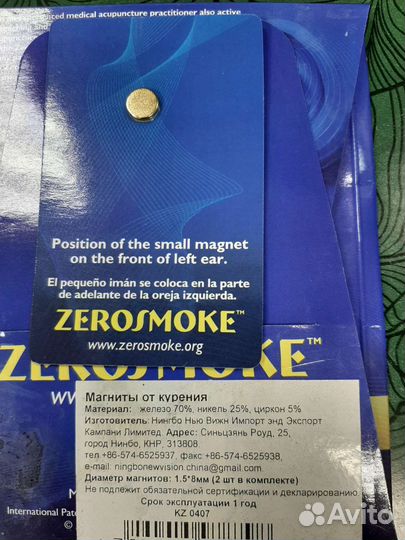 iced medical acupuncture practitioner also active
Position of the small magnet
on the front of left ear.
El pequeño imán se coloca en la parte
de adelante de la oreja izquierda.
ZEROSMOKE™
www.zerosmoke.org
ZEROSMOKE™
Магниты от курения
Материал: железо 70%, никель 25%, циркон 5%
Изготовитель: Нингбо Нью Вижн Импорт энд Экспорт
Кампани Лимитед. Адрес: Синьцзянь Роуд, 25,
город Нинбо, КНР, 313808
тел.+86-574-6525937, факс +86-574-6525938,
e-mail. ningbonewvision.china@gmail.com.
Диаметр магнитов: 1.5*8мм (2 шт в комплекте)
Не подлежит обязательной сертификации и декларированию.
Срок эксплуатации 1 год
KZ 0407
International
©
Avito